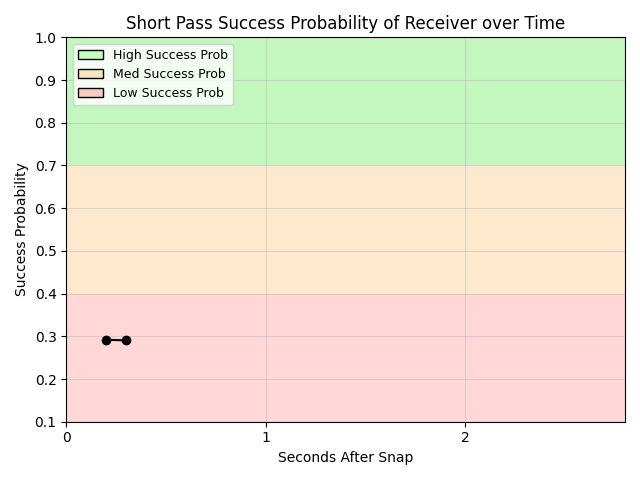 Short Pass Success Probability of Receiver over Time
High Success Prob
Med Success Prob
Low Success Prob
Success Probability
1.0
0.9
0.8
0.7
0.6
0.5
0.4
0.3
0.2
0.1
0 1 2
Seconds After Snap